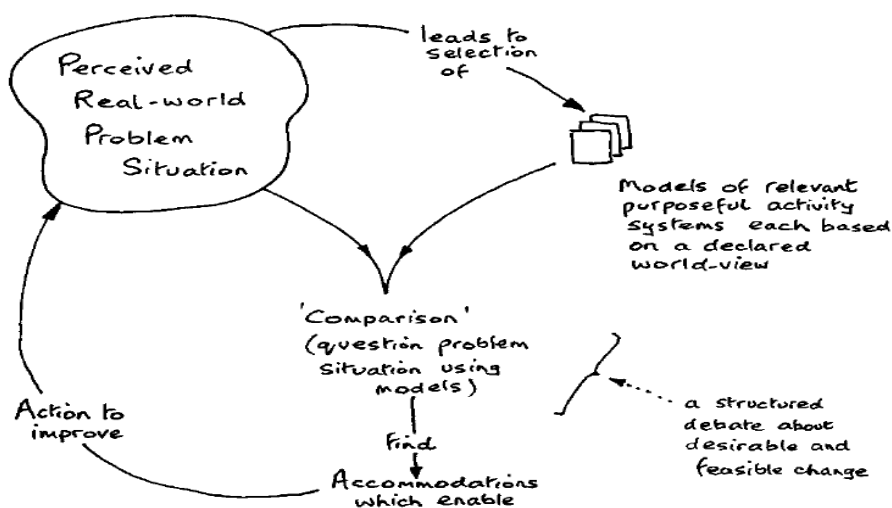 Perceived
Real-world
Problem
Situation
leads to
selection
of
Models of relevant
purposeful activity
systems each based
on a declared
world-view
'Comparison'
(question problem
situation using
models)
find
Accommodations
which enable
Action to
improve
a structured
debate about
desirable and
feasible change